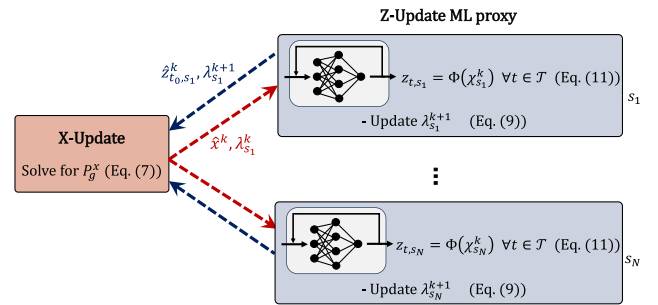 Z-Update ML proxy
ẑ^k_{t_0,s_1}, λ^{k+1}_{s_1}
z_{t,s_1} = Φ(χ^k_{s_1}) ∀t ∈ 𝒯 (Eq. (11))
s_1
- Update λ^{k+1}_{s_1} (Eq. (9))
X-Update
Solve for P^x_g (Eq. (7))
x̂^k, λ^k_{s_1}
...
z_{t,s_N} = Φ(χ^k_{s_N}) ∀t ∈ 𝒯 (Eq. (11))
s_N
- Update λ^{k+1}_{s_N} (Eq. (9))